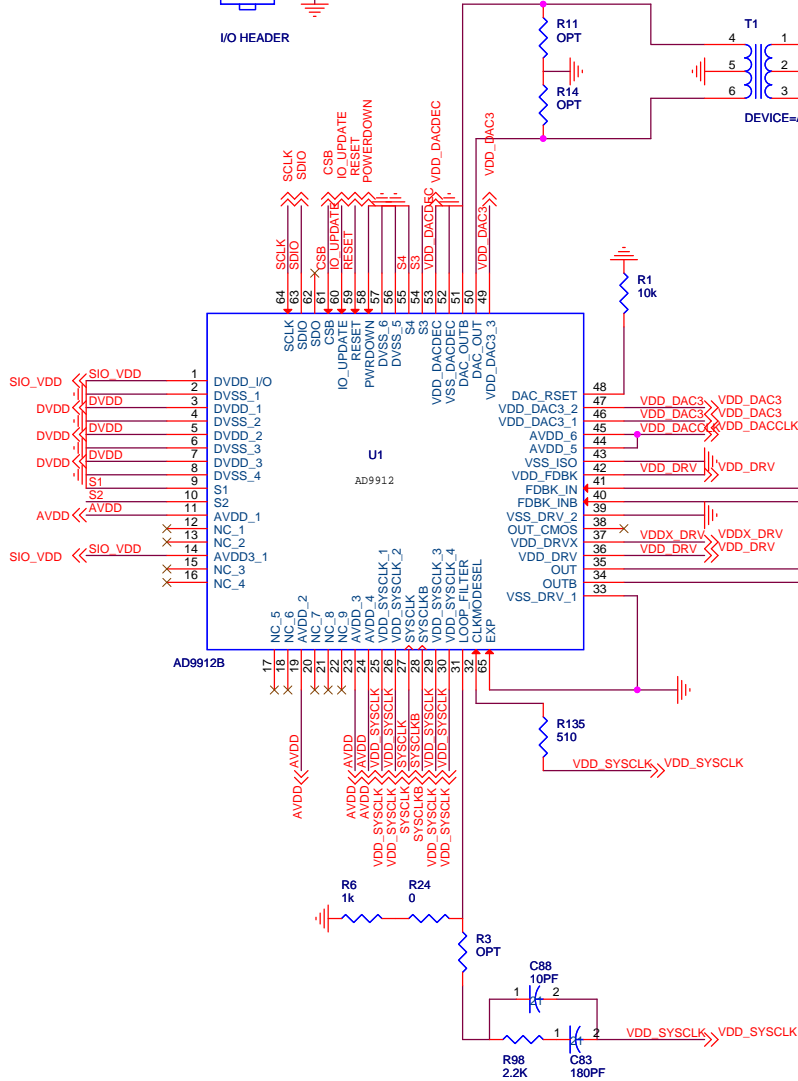 I/O HEADER
R11
OPT
R14
OPT
T1
4
5
6
1
2
3
DEVICE=
SCLK
SDIO
CSB
IO_UPDATE
RESET
POWERDOWN
VDD_DACDEC
VDD_DAC3
SCLK
SDIO
CSB
IO_UPDATE
RESET
S4
S3
VDD_DACDEC
VDD_DAC3
64
63
62
61
60
59
58
57
56
55
54
53
52
51
50
49
SCLK
SDIO
SDO
CSB
IO_UPDATE
RESET
PWRDOWN
DVSS_6
DVSS_5
S4
S3
VDD_DACDEC
VSS_DACDEC
DAC_OUTB
DAC_OUT
VDD_DAC3_3
R1
10k
SIO_VDD SIO_VDD 1 DVDD_I/O
2 DVSS_1
DVDD DVDD 3 DVDD_1
4 DVSS_2
DVDD DVDD 5 DVDD_2
6 DVSS_3
DVDD DVDD 7 DVDD_3
8 DVSS_4
S1 9 S1
S2 10 S2
AVDD AVDD 11 AVDD_1
12 NC_1
13 NC_2
SIO_VDD SIO_VDD 14 AVDD3_1
15 NC_3
16 NC_4
U1
AD9912
DAC_RSET 48
VDD_DAC3_2 47 VDD_DAC3 VDD_DAC3
VDD_DAC3_1 46 VDD_DAC3 VDD_DAC3
AVDD_6 45 VDD_DACCLK VDD_DACCLK
AVDD_5 44
VSS_ISO 43
VDD_FDBK 42 VDD_DRV VDD_DRV
FDBK_IN 41
FDBK_INB 40
VSS_DRV_2 39
OUT_CMOS 38
VDD_DRVX 37 VDDX_DRV VDDX_DRV
VDD_DRV 36 VDD_DRV VDD_DRV
OUT 35
OUTB 34
VSS_DRV_1 33
NC_5
NC_6
AVDD_2
NC_7
NC_8
NC_9
AVDD_3
AVDD_4
VDD_SYSCLK_1
VDD_SYSCLK_2
SYSCLK
SYSCLKB
VDD_SYSCLK_3
VDD_SYSCLK_4
LOOP_FILTER
CLKMODESEL
EXP
AD9912B
17
18
19
20
21
22
23
24
25
26
27
28
29
30
31
32
65
AVDD
AVDD
AVDD
VDD_SYSCLK
VDD_SYSCLK
SYSCLK
SYSCLKB
VDD_SYSCLK
VDD_SYSCLK
AVDD
AVDD
AVDD
VDD_SYSCLK
VDD_SYSCLK
SYSCLK
SYSCLKB
VDD_SYSCLK
VDD_SYSCLK
R135
510
VDD_SYSCLK VDD_SYSCLK
R6
1k
R24
0
R3
OPT
C88
10PF
1 2
R98
2.2K
C83
180PF
1 2
VDD_SYSCLK VDD_SYSCLK